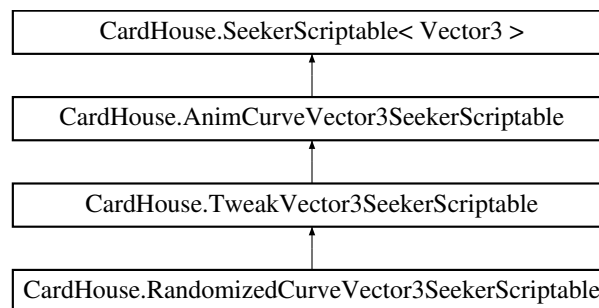 CardHouse.SeekerScriptable< Vector3 >
CardHouse.AnimCurveVector3SeekerScriptable
CardHouse.TweakVector3SeekerScriptable
CardHouse.RandomizedCurveVector3SeekerScriptable